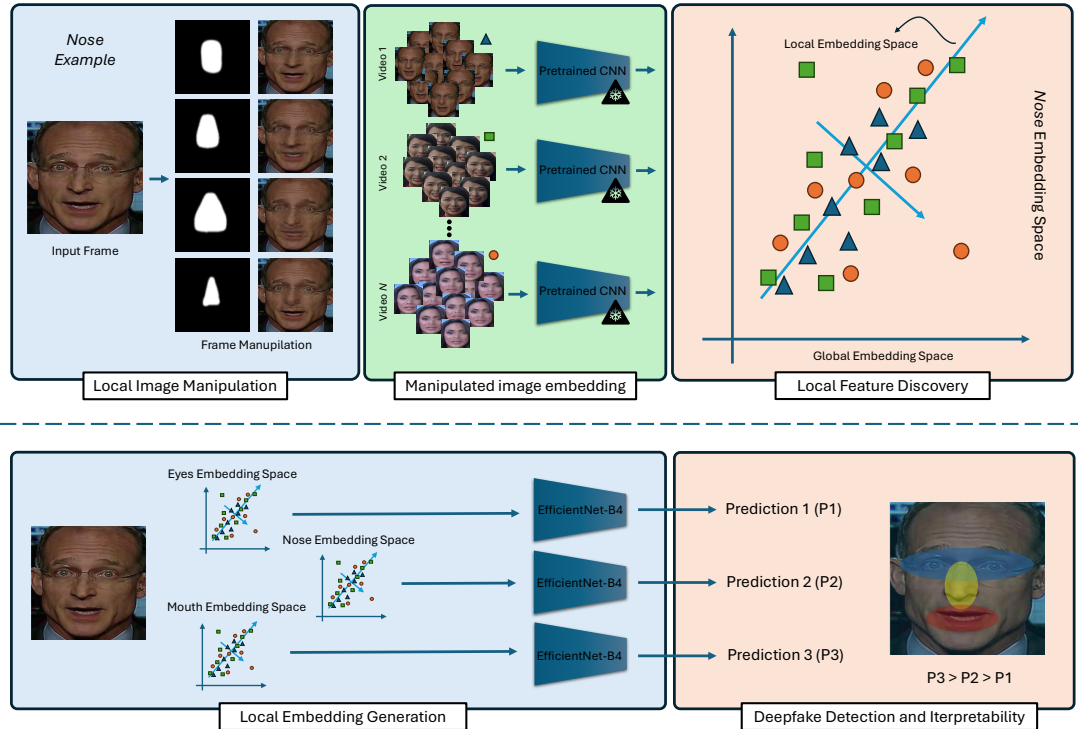 Nose
Example
Input Frame
Frame Manupilation
Local Image Manipulation
Video 1
Pretrained CNN
Video 2
Pretrained CNN
Video N
Pretrained CNN
Manipulated image embedding
Local Embedding Space
Nose Embedding Space
Global Embedding Space
Local Feature Discovery
Eyes Embedding Space
Nose Embedding Space
Mouth Embedding Space
EfficientNet-B4
EfficientNet-B4
EfficientNet-B4
Local Embedding Generation
Prediction 1 (P1)
Prediction 2 (P2)
Prediction 3 (P3)
P3 > P2 > P1
Deepfake Detection and Iterpretability